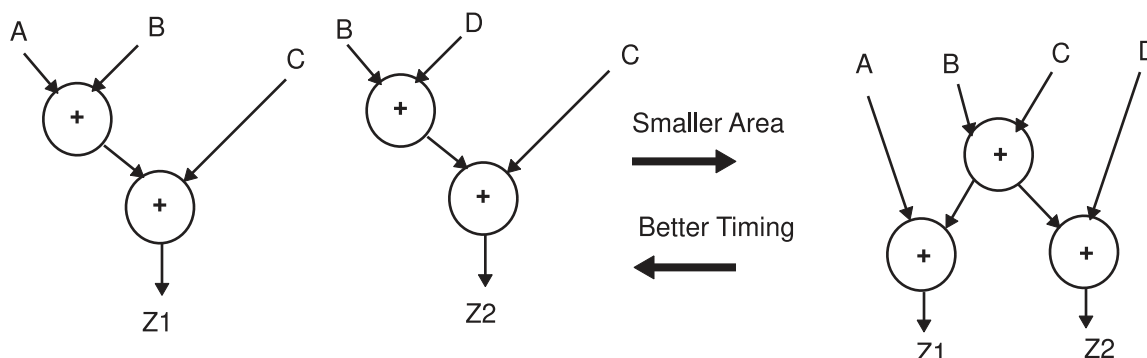 A
B
C
+
+
Z1
B
D
C
+
+
Z2
Smaller Area
Better Timing
A
B
C
D
+
+
+
Z1
Z2